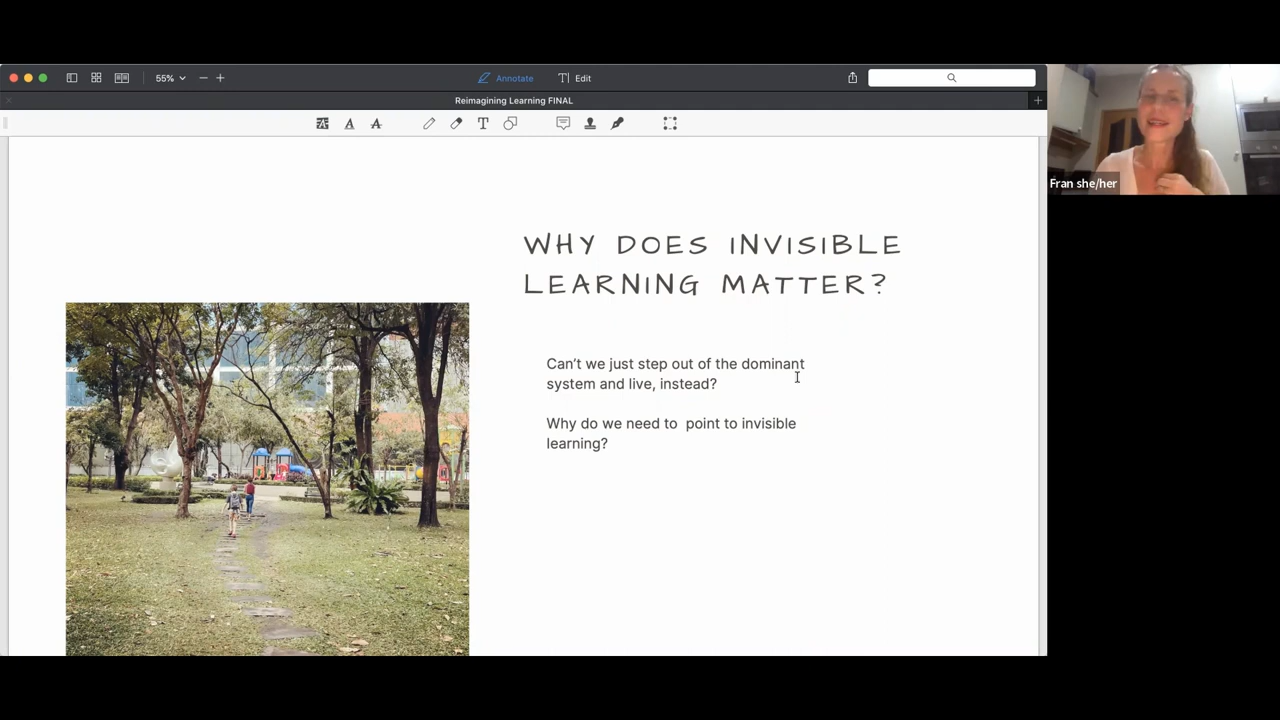 55%
Annotate
Edit
Reimagining Learning FINAL
Fran she/her
WHY DOES INVISIBLE
LEARNING MATTER?
Can’t we just step out of the dominant
system and live, instead?
Why do we need to  point to invisible
learning?